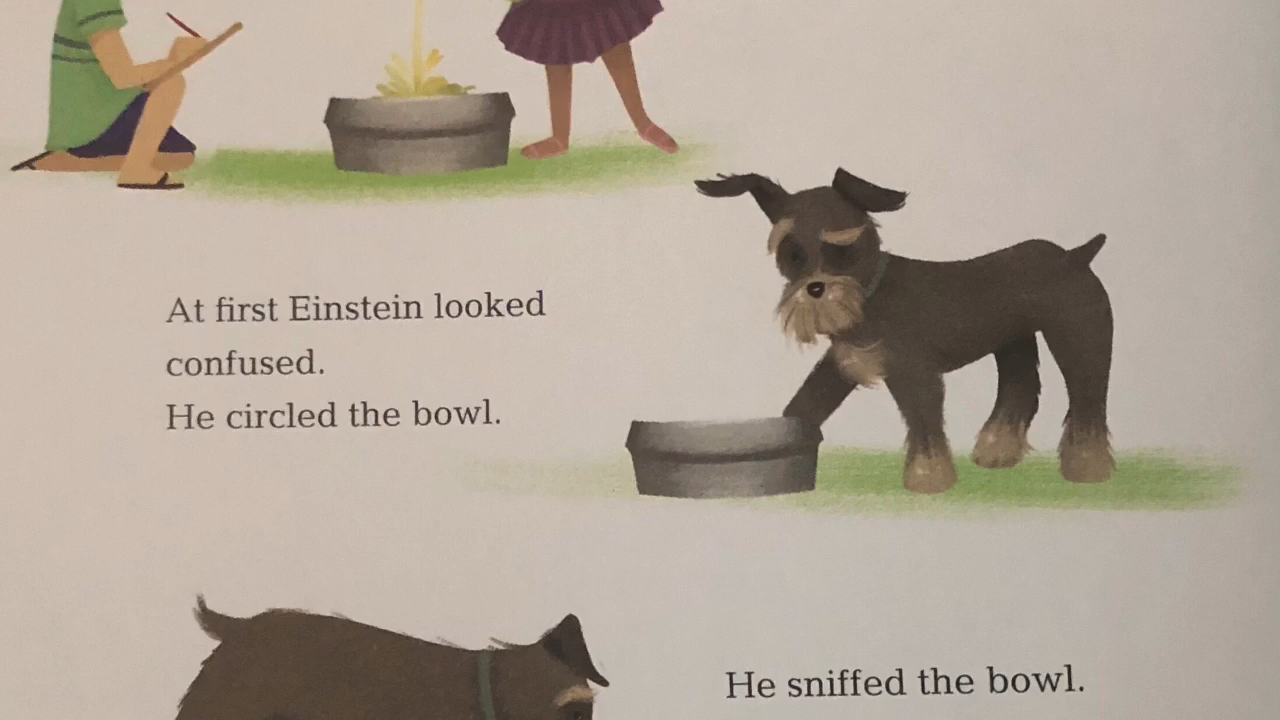 At first Einstein looked
confused.
He circled the bowl.
He sniffed the bowl.